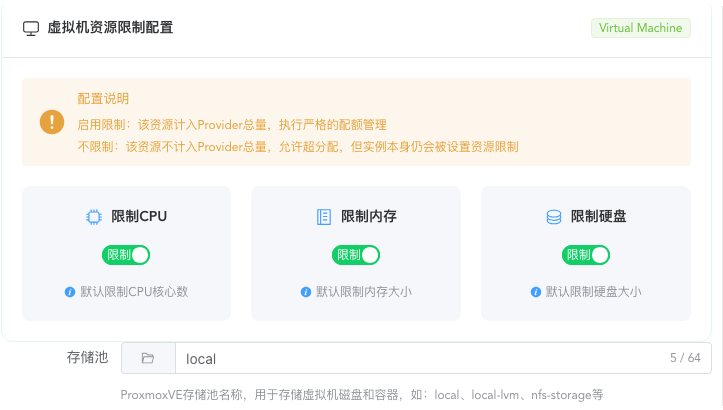 虚拟机资源限制配置 Virtual Machine
配置说明
启用限制：该资源计入Provider总量，执行严格的配额管理
不限制：该资源不计入Provider总量，允许超分配，但实例本身仍会被设置资源限制
限制CPU 限制内存 限制硬盘
限制 限制 限制
默认限制CPU核心数 默认限制内存大小 默认限制硬盘大小
存储池 local 5 / 64
ProxmoxVE存储池名称，用于存储虚拟机磁盘和容器，如：local、local-lvm、nfs-storage等